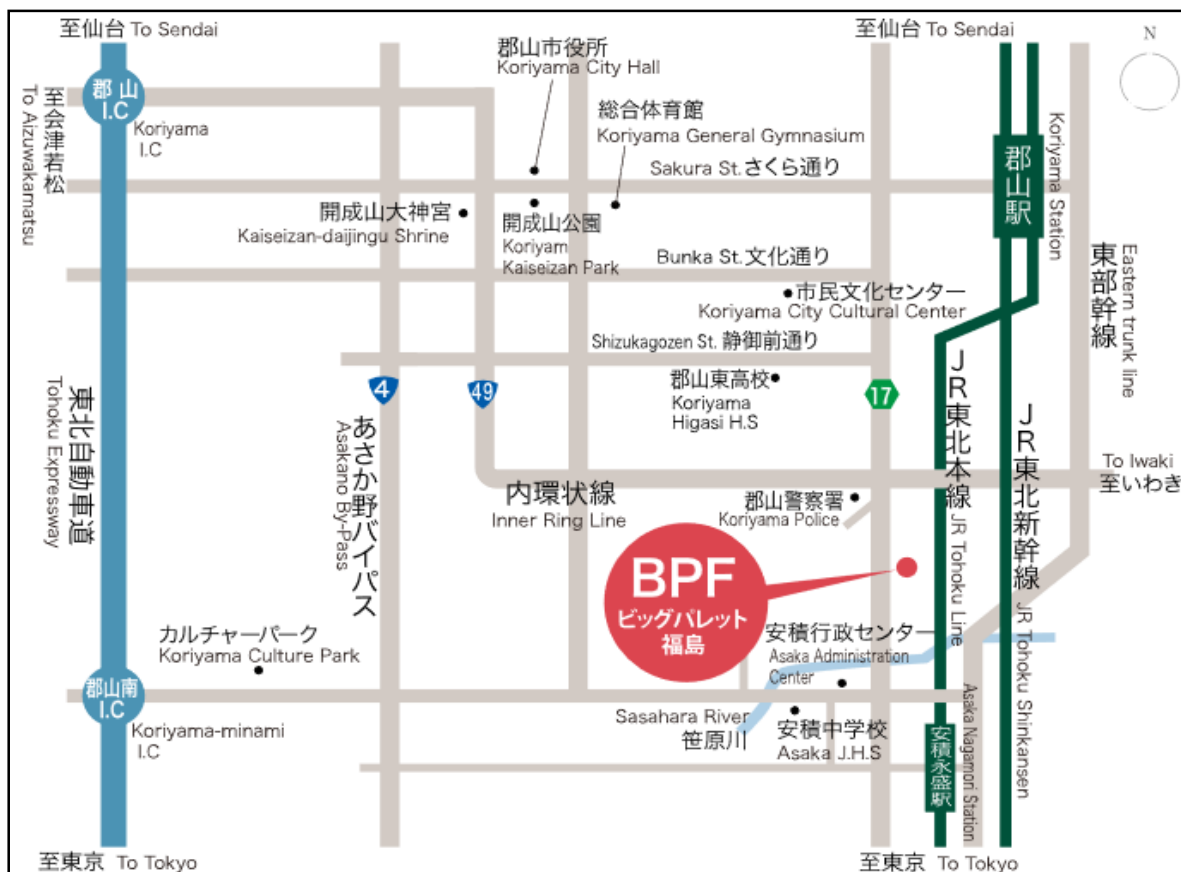 至仙台 To Sendai
至仙台 To Sendai
N
郡山市役所
Koriyama City Hall
郡山
I.C
Koriyama
I.C
至会津若松
To Aizuwakamatsu
総合体育館
Koriyama General Gymnasium
Sakura St. さくら通り
郡山駅
Koriyama Station
開成山大神宮
Kaiseizan-daijingu Shrine
開成山公園
Koriyam
Kaiseizan Park
Bunka St. 文化通り
東部幹線
Eastern trunk line
市民文化センター
Koriyama City Cultural Center
Shizukagozen St. 静御前通り
4
49
17
郡山東高校
Koriyama
Higasi H.S
東北自動車道
Tohoku Expressway
あさか野バイパス
Asakano By-Pass
JR東北本線
JR Tohoku Line
JR東北新幹線
JR Tohoku Shinkansen
To Iwaki
至いわき
内環状線
Inner Ring Line
郡山警察署
Koriyama Police
BPF
ビッグパレット
福島
カルチャーパーク
Koriyama Culture Park
安積行政センター
Asaka Administration
Center
郡山南
I.C
Koriyama-minami
I.C
Sasahara River
笹原川
安積中学校
Asaka J.H.S
安積永盛駅
Asaka Nagamori Station
至東京 To Tokyo
至東京 To Tokyo